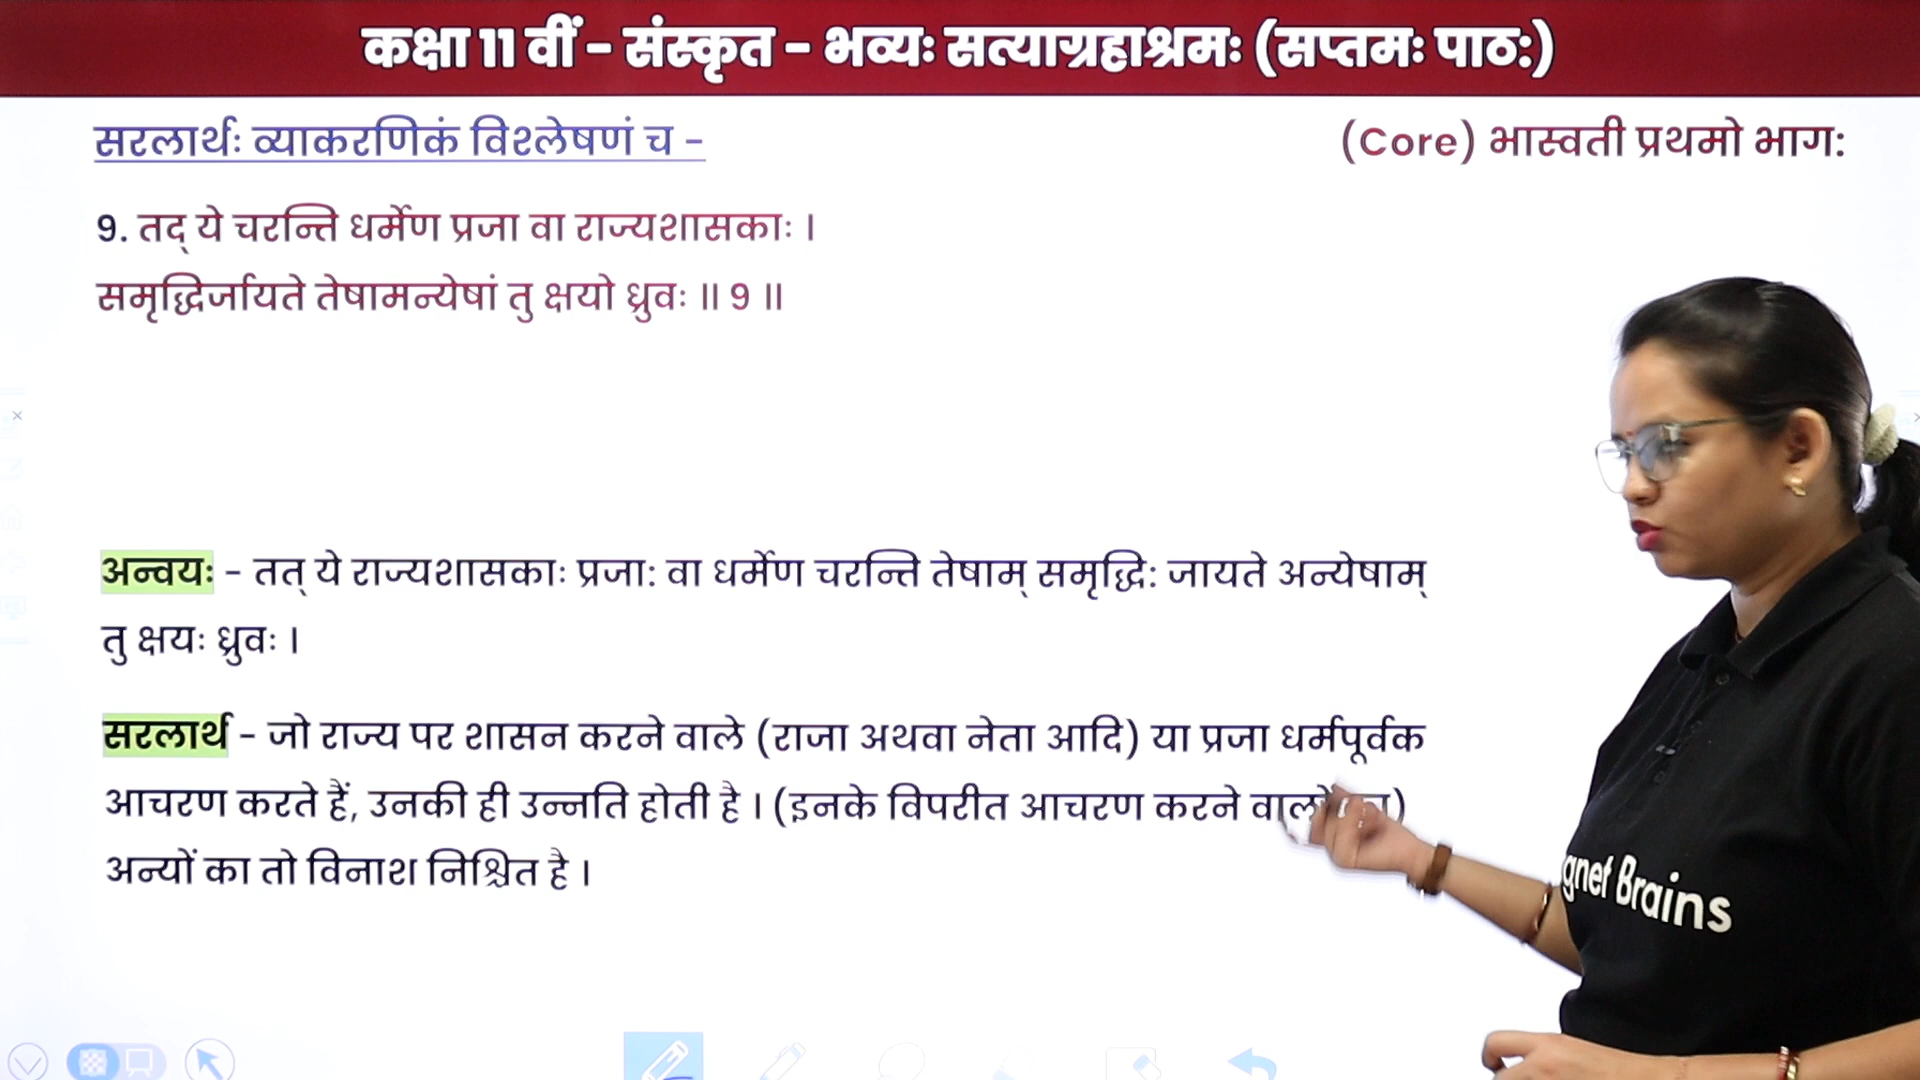 कक्षा 11 वीं - संस्कृत - भव्यः सत्याग्रहाश्रमः (सप्तमः पाठः)
सरलार्थः व्याकरणिकं विश्लेषणं च -
(Core) भास्वती प्रथमो भागः
9. तद् ये चरन्ति धर्मेण प्रजा वा राज्यशासकाः ।
समृद्धिर्जायते तेषामन्येषां तु क्षयो ध्रुवः ॥ 9 ॥
अन्वयः - तत् ये राज्यशासकाः प्रजाः वा धर्मेण चरन्ति तेषाम् समृद्धिः जायते अन्येषाम्
तु क्षयः ध्रुवः ।
सरलार्थ - जो राज्य पर शासन करने वाले (राजा अथवा नेता आदि) या प्रजा धर्मपूर्वक
आचरण करते हैं, उनकी ही उन्नति होती है । (इनके विपरीत आचरण करने
अन्यों का तो विनाश निश्चित है ।
Brains